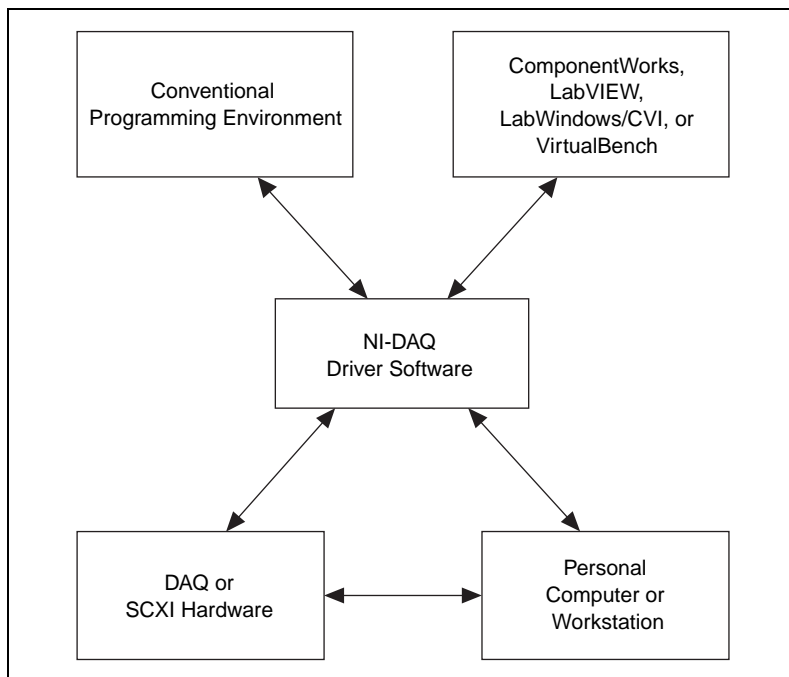 Conventional
Programming Environment
ComponentWorks,
LabVIEW,
LabWindows/CVI, or
VirtualBench
NI-DAQ
Driver Software
DAQ or
SCXI Hardware
Personal
Computer or
Workstation